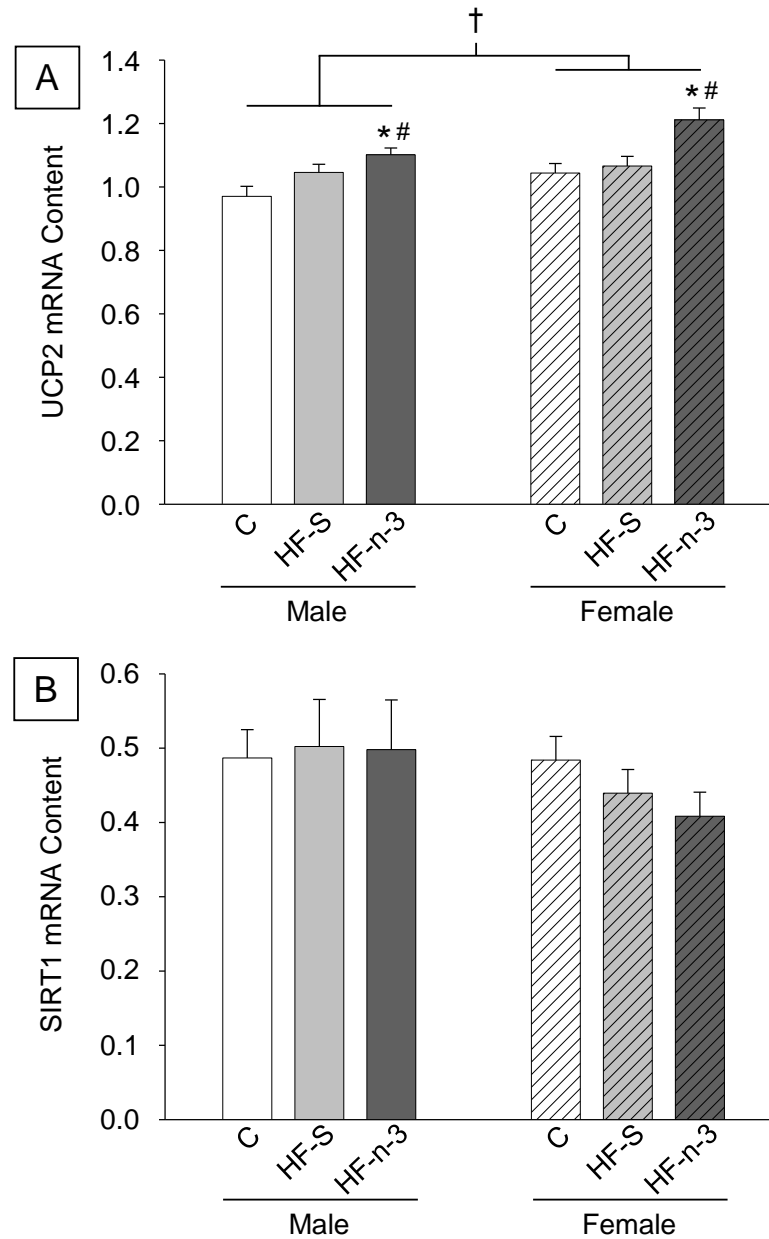 †
A
1.4
1.2
1.0
0.8
0.6
0.4
0.2
0.0
UCP2 mRNA Content
*#
*#
C HF-S HF-n-3 C HF-S HF-n-3
Male Female
B
0.6
0.5
0.4
0.3
0.2
0.1
0.0
SIRT1 mRNA Content
C HF-S HF-n-3 C HF-S HF-n-3
Male Female